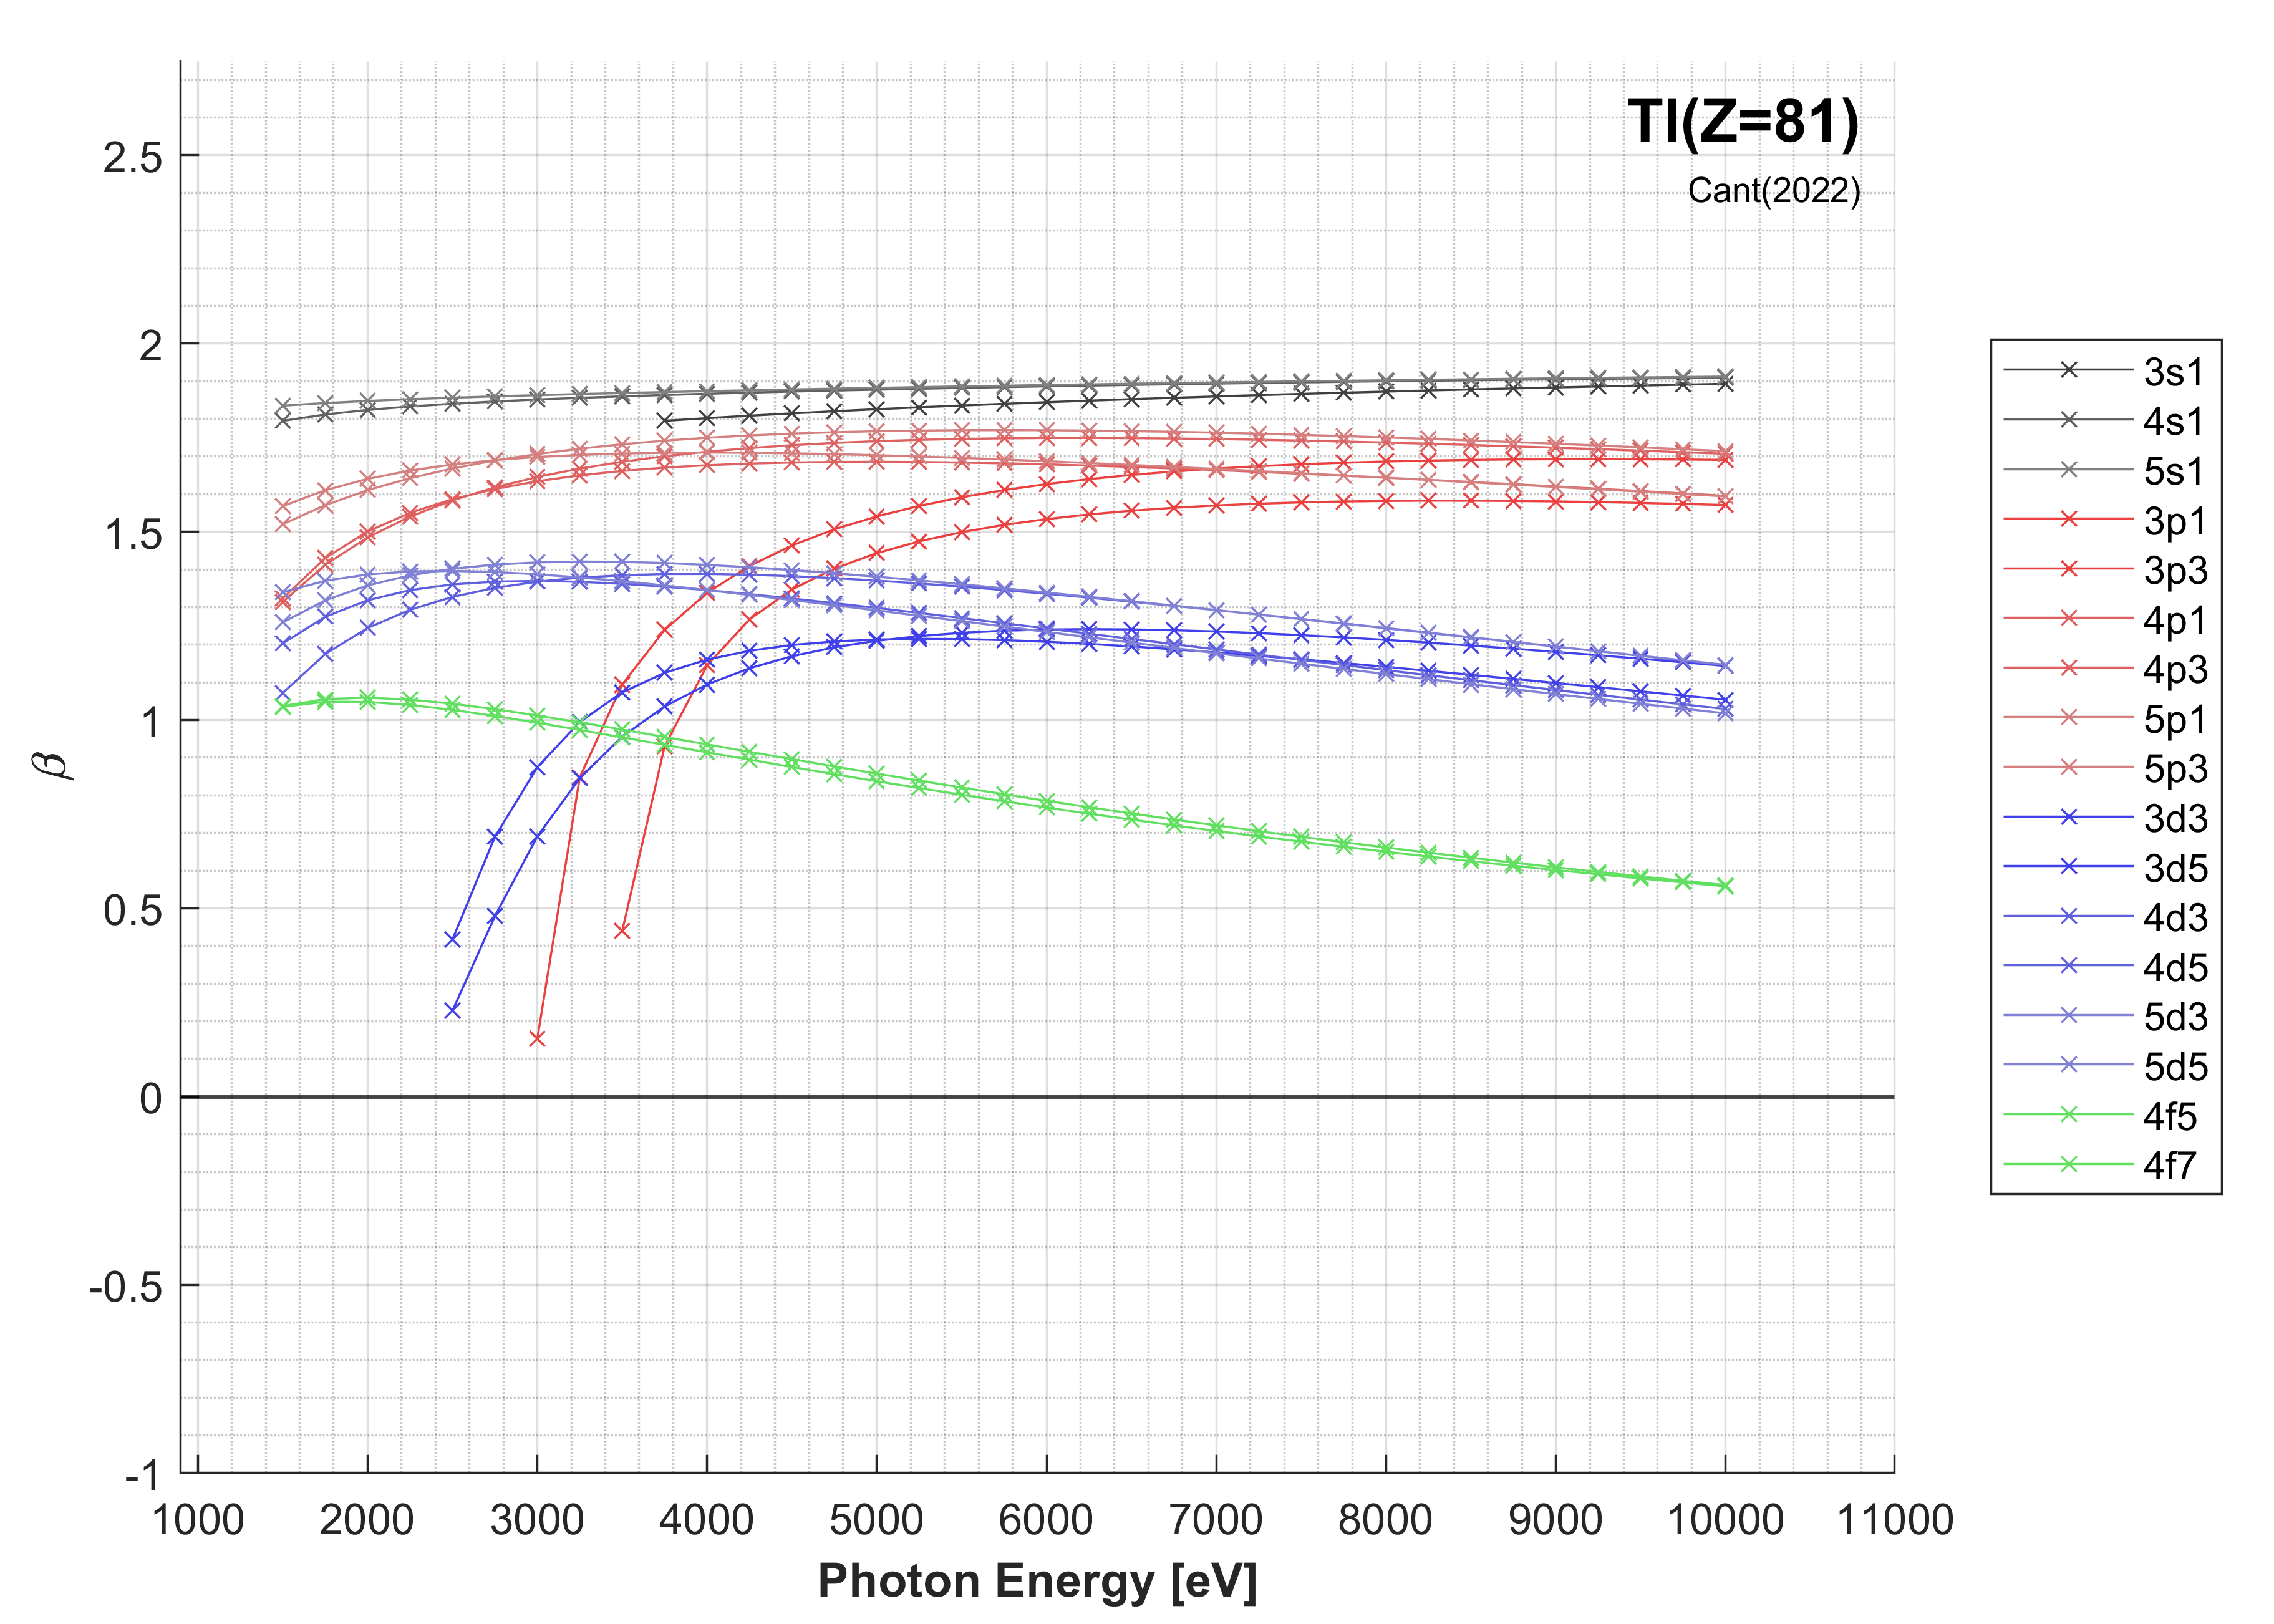 Tl(Z=81)
Cant(2022)
2.5
2
1.5
1
0.5
0
-0.5
-1
β
1000 2000 3000 4000 5000 6000 7000 8000 9000 10000 11000
Photon Energy [eV]
3s1
4s1
5s1
3p1
3p3
4p1
4p3
5p1
5p3
3d3
3d5
4d3
4d5
5d3
5d5
4f5
4f7